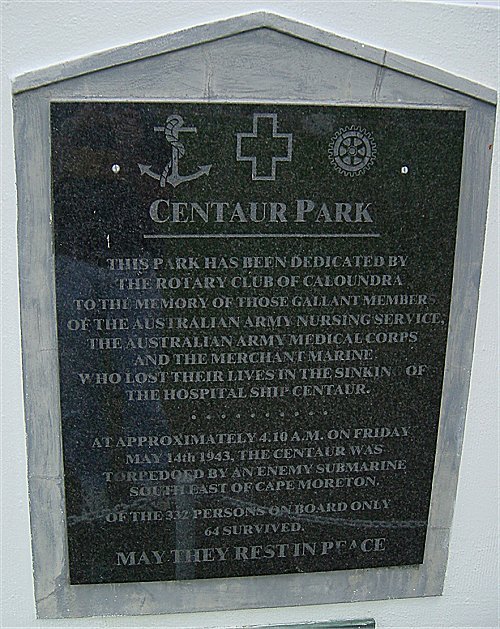 CENTAUR PARK
THIS PARK HAS BEEN DEDICATED BY
THE ROTARY CLUB OF CALOUNDRA
TO THE MEMORY OF THOSE GALLANT MEMBERS
OF THE AUSTRALIAN ARMY NURSING SERVICE,
THE AUSTRALIAN ARMY MEDICAL CORPS
AND THE MERCHANT MARINE
WHO LOST THEIR LIVES IN THE SINKING OF
THE HOSPITAL SHIP CENTAUR.
AT APPROXIMATELY 4.10 A.M. ON FRIDAY
MAY 14th 1943, THE CENTAUR WAS
TORPEDOED BY AN ENEMY SUBMARINE
SOUTH EAST OF CAPE MORETON.
OF THE 332 PERSONS ON BOARD ONLY
64 SURVIVED.
MAY THEY REST IN PEACE